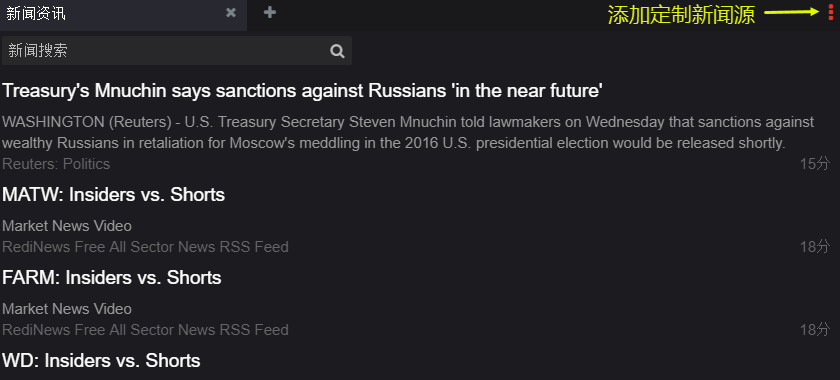 新闻资讯
添加定制新闻源
新闻搜索
Treasury's Mnuchin says sanctions against Russians 'in the near future'
WASHINGTON (Reuters) - U.S. Treasury Secretary Steven Mnuchin told lawmakers on Wednesday that sanctions against
wealthy Russians in retaliation for Moscow's meddling in the 2016 U.S. presidential election would be released shortly.
Reuters: Politics 15分
MATW: Insiders vs. Shorts
Market News Video
RediNews Free All Sector News RSS Feed 18分
FARM: Insiders vs. Shorts
Market News Video
RediNews Free All Sector News RSS Feed 18分
WD: Insiders vs. Shorts